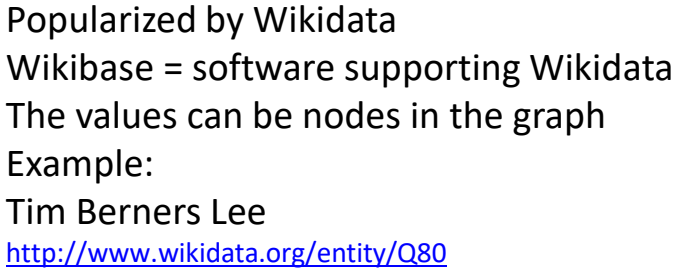 Popularized by Wikidata
Wikibase = software supporting Wikidata
The values can be nodes in the graph
Example:
Tim Berners Lee
http://www.wikidata.org/entity/Q80